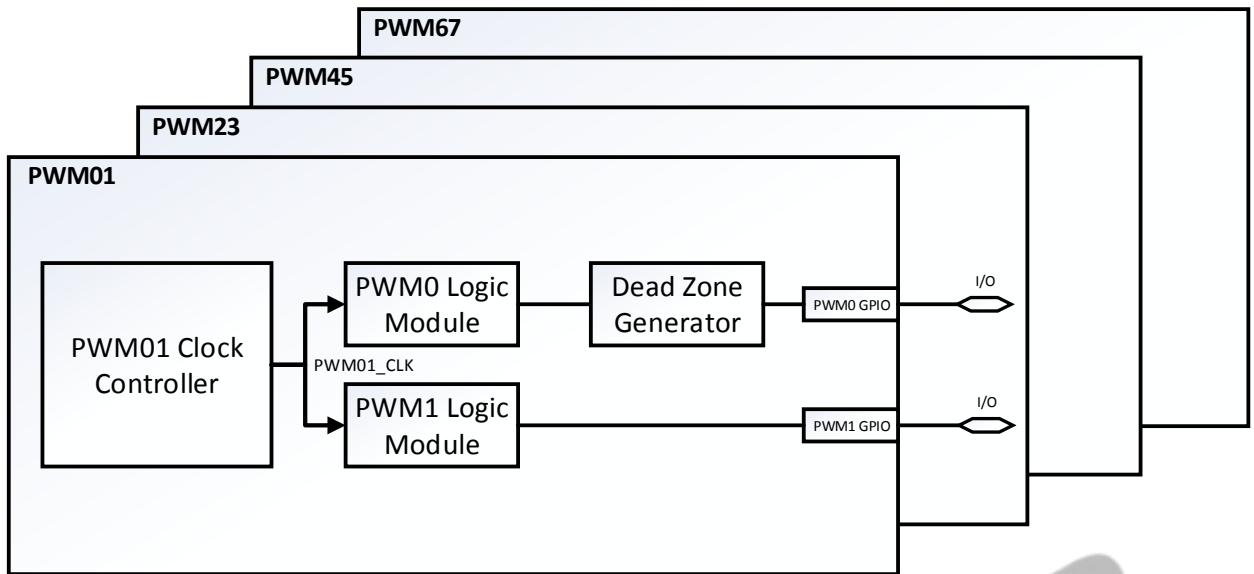 PWM67
PWM45
PWM23
PWM01
PWM01 Clock
Controller
PWM01_CLK
PWM0 Logic
Module
Dead Zone
Generator
PWM0 GPIO
I/O
PWM1 Logic
Module
PWM1 GPIO
I/O